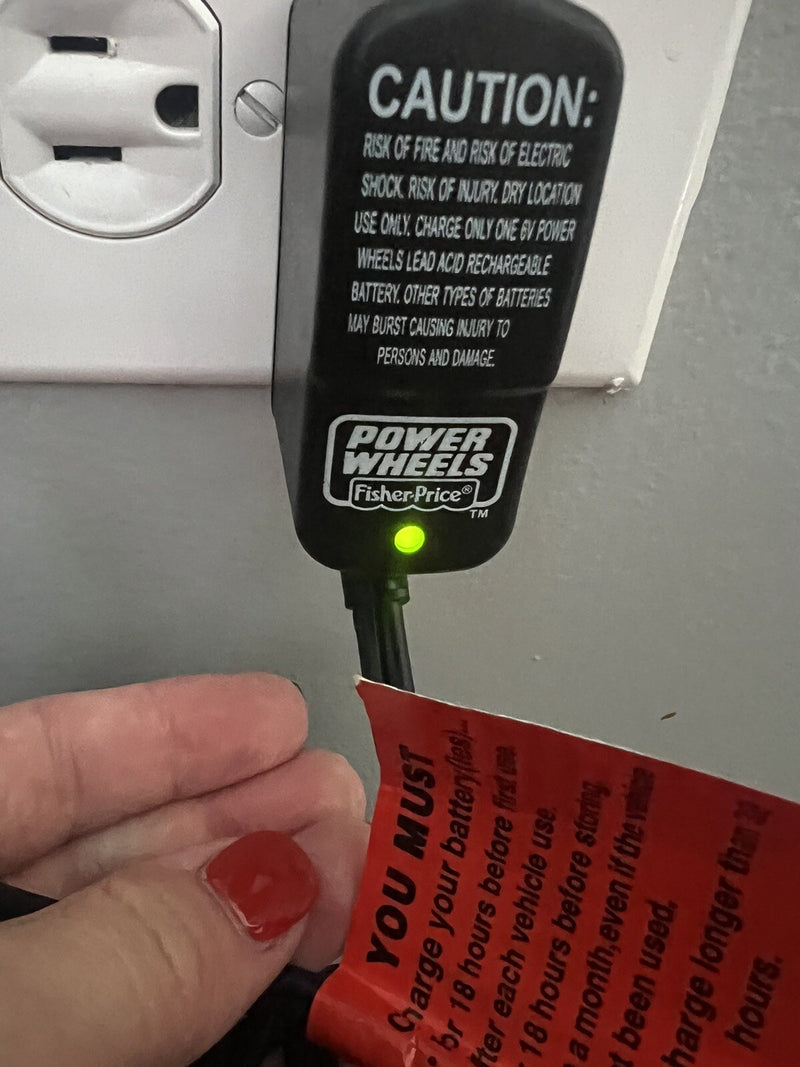 CAUTION:
RISK OF FIRE AND RISK OF ELECTRIC
SHOCK. RISK OF INJURY. DRY LOCATION
USE ONLY. CHARGE ONLY ONE 6V POWER
WHEELS LEAD ACID RECHARGEABLE
BATTERY. OTHER TYPES OF BATTERIES
MAY BURST CAUSING INJURY TO
PERSONS AND DAMAGE.
POWER
WHEELS
Fisher-Price®
TM
YOU MUST
Charge your battery(ies)
18 hours before first use
each vehicle use.
18 hours before storing
a month, even if the vehicle
been used.
longer than
hours.